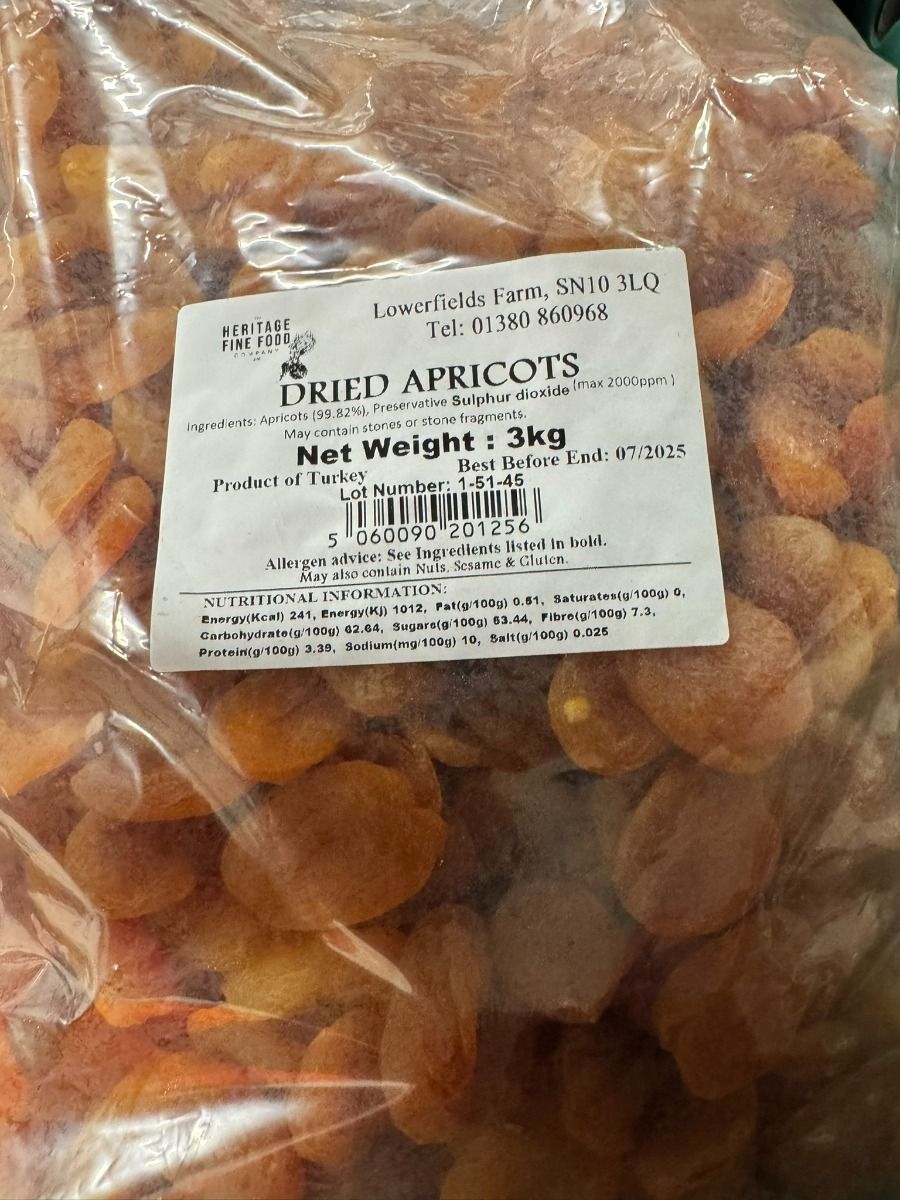 THE
HERITAGE
FINE FOOD
COMPANY
Lowerfields Farm, SN10 3LQ
Tel: 01380 860968
DRIED APRICOTS
Ingredients: Apricots (99.82%), Preservative Sulphur dioxide (max 2000ppm )
May contain stones or stone fragments.
Net Weight : 3kg
Product of Turkey
Best Before End: 07/2025
Lot Number: 1-51-45
5 060090 201256
Allergen advice: See Ingredients listed in bold.
May also contain Nuts, Sesame & Gluten.
NUTRITIONAL INFORMATION:
Energy(Kcal) 241, Energy(Kj) 1012, Fat(g/100g) 0.51, Saturates(g/100g) 0,
Carbohydrate(g/100g) 62.64, Sugars(g/100g) 53.44, Fibre(g/100g) 7.3,
Protein(g/100g) 3.39, Sodium(mg/100g) 10, Salt(g/100g) 0.025